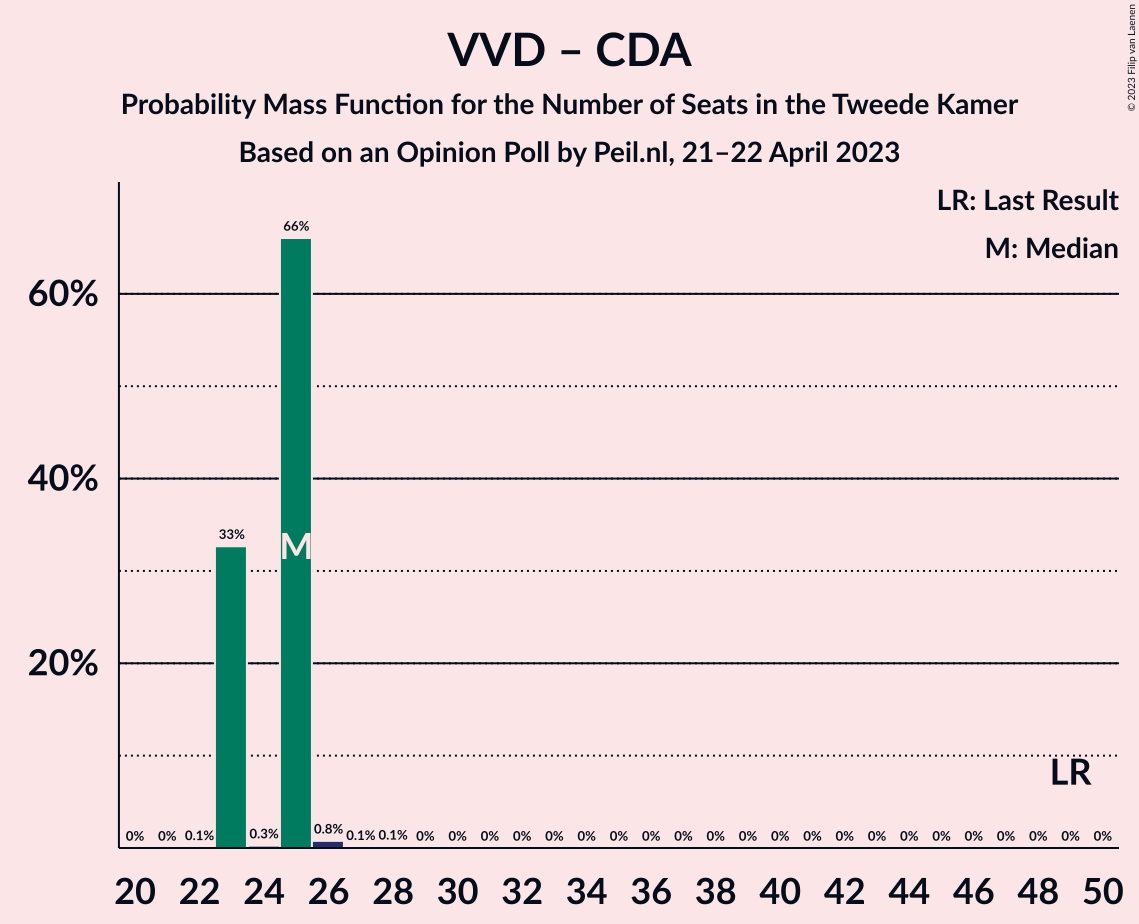 VVD – CDA
Probability Mass Function for the Number of Seats in the Tweede Kamer
Based on an Opinion Poll by Peil.nl, 21–22 April 2023
© 2023 Filip van Laenen
LR: Last Result
M: Median
66%
60%
40%
33%
M
20%
LR
0% 0% 0.1% 0.3% 0.8% 0.1% 0.1% 0% 0% 0% 0% 0% 0% 0% 0% 0% 0% 0% 0% 0% 0% 0% 0% 0% 0% 0% 0% 0% 0%
20 22 24 26 28 30 32 34 36 38 40 42 44 46 48 50